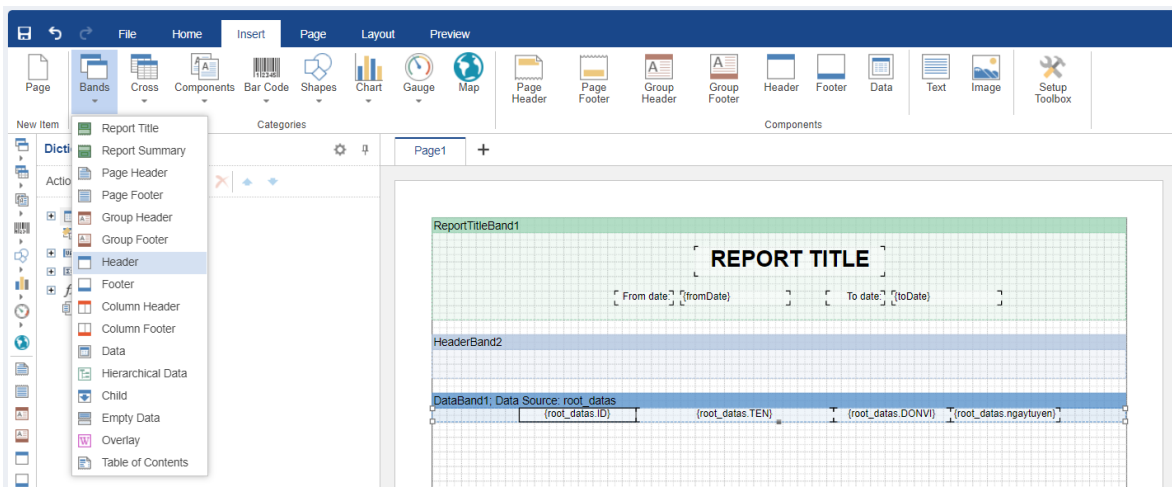 File Home Insert Page Layout Preview
Page Bands Cross Components Bar Code Shapes Chart Gauge Map Page Header Page Footer Group Header Group Footer Header Footer Data Text Image Setup Toolbox
New Item Categories Components
Report Title
Report Summary
Page Header
Page Footer
Group Header
Group Footer
Header
Footer
Column Header
Column Footer
Data
Hierarchical Data
Child
Empty Data
Overlay
Table of Contents
Dicti
Actio
Page1
ReportTitleBand1
REPORT TITLE
From date: {fromDate} To date: {toDate}
HeaderBand2
DataBand1; Data Source: root_datas
{root_datas.ID} {root_datas.TEN} {root_datas.DONVI} {root_datas.ngaytuyen}